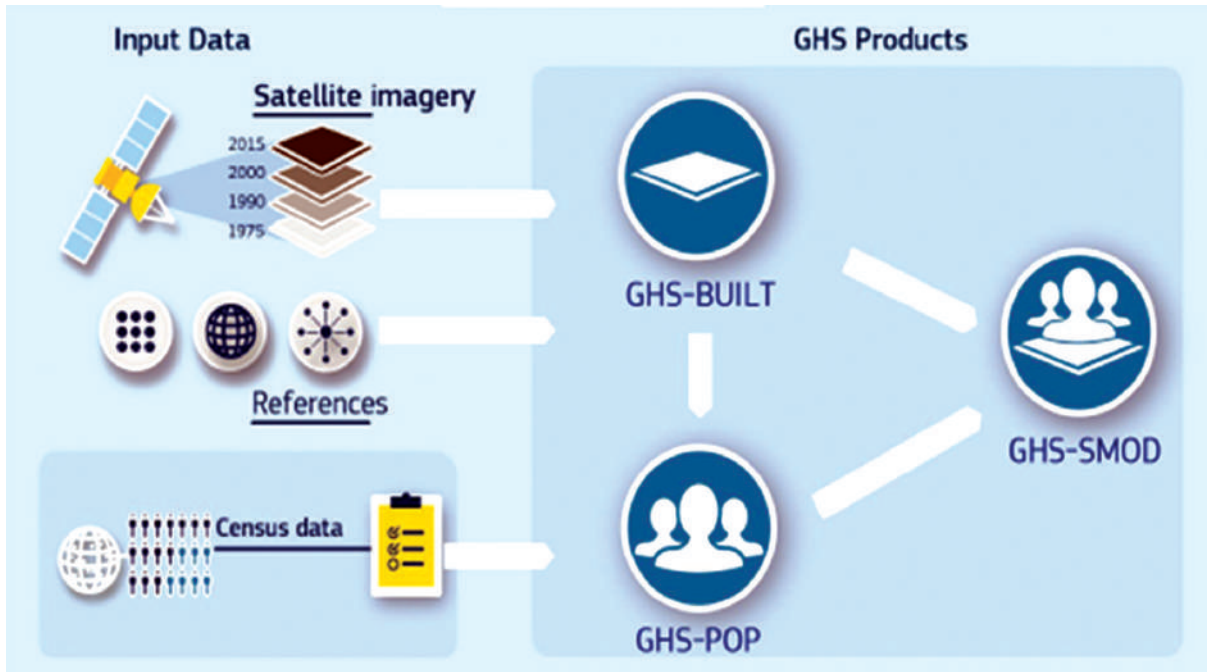 Input Data
GHS Products
Satellite imagery
2015
2000
1990
1975
GHS-BUILT
References
GHS-SMOD
Census data
GHS-POP